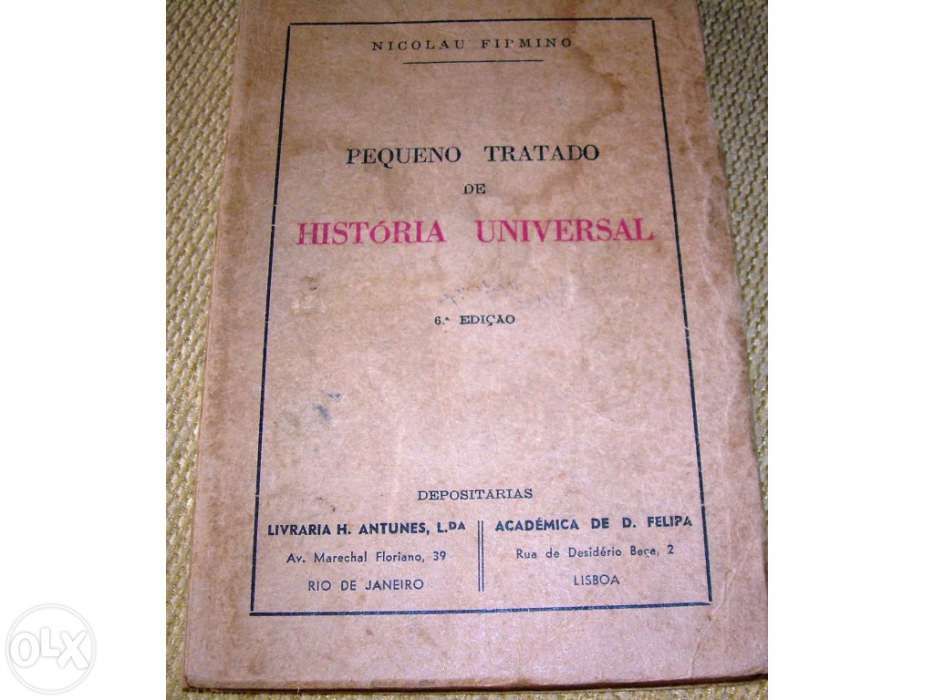 NICOLAU FIRMINO
PEQUENO TRATADO
DE
HISTÓRIA UNIVERSAL
6.ª EDIÇÃO
DEPOSITARIAS
LIVRARIA H. ANTUNES, L.DA
Av. Marechal Floriano, 39
RIO DE JANEIRO
ACADÉMICA DE D. FELIPA
Rua de Desidério Beça, 2
LISBOA
OLX